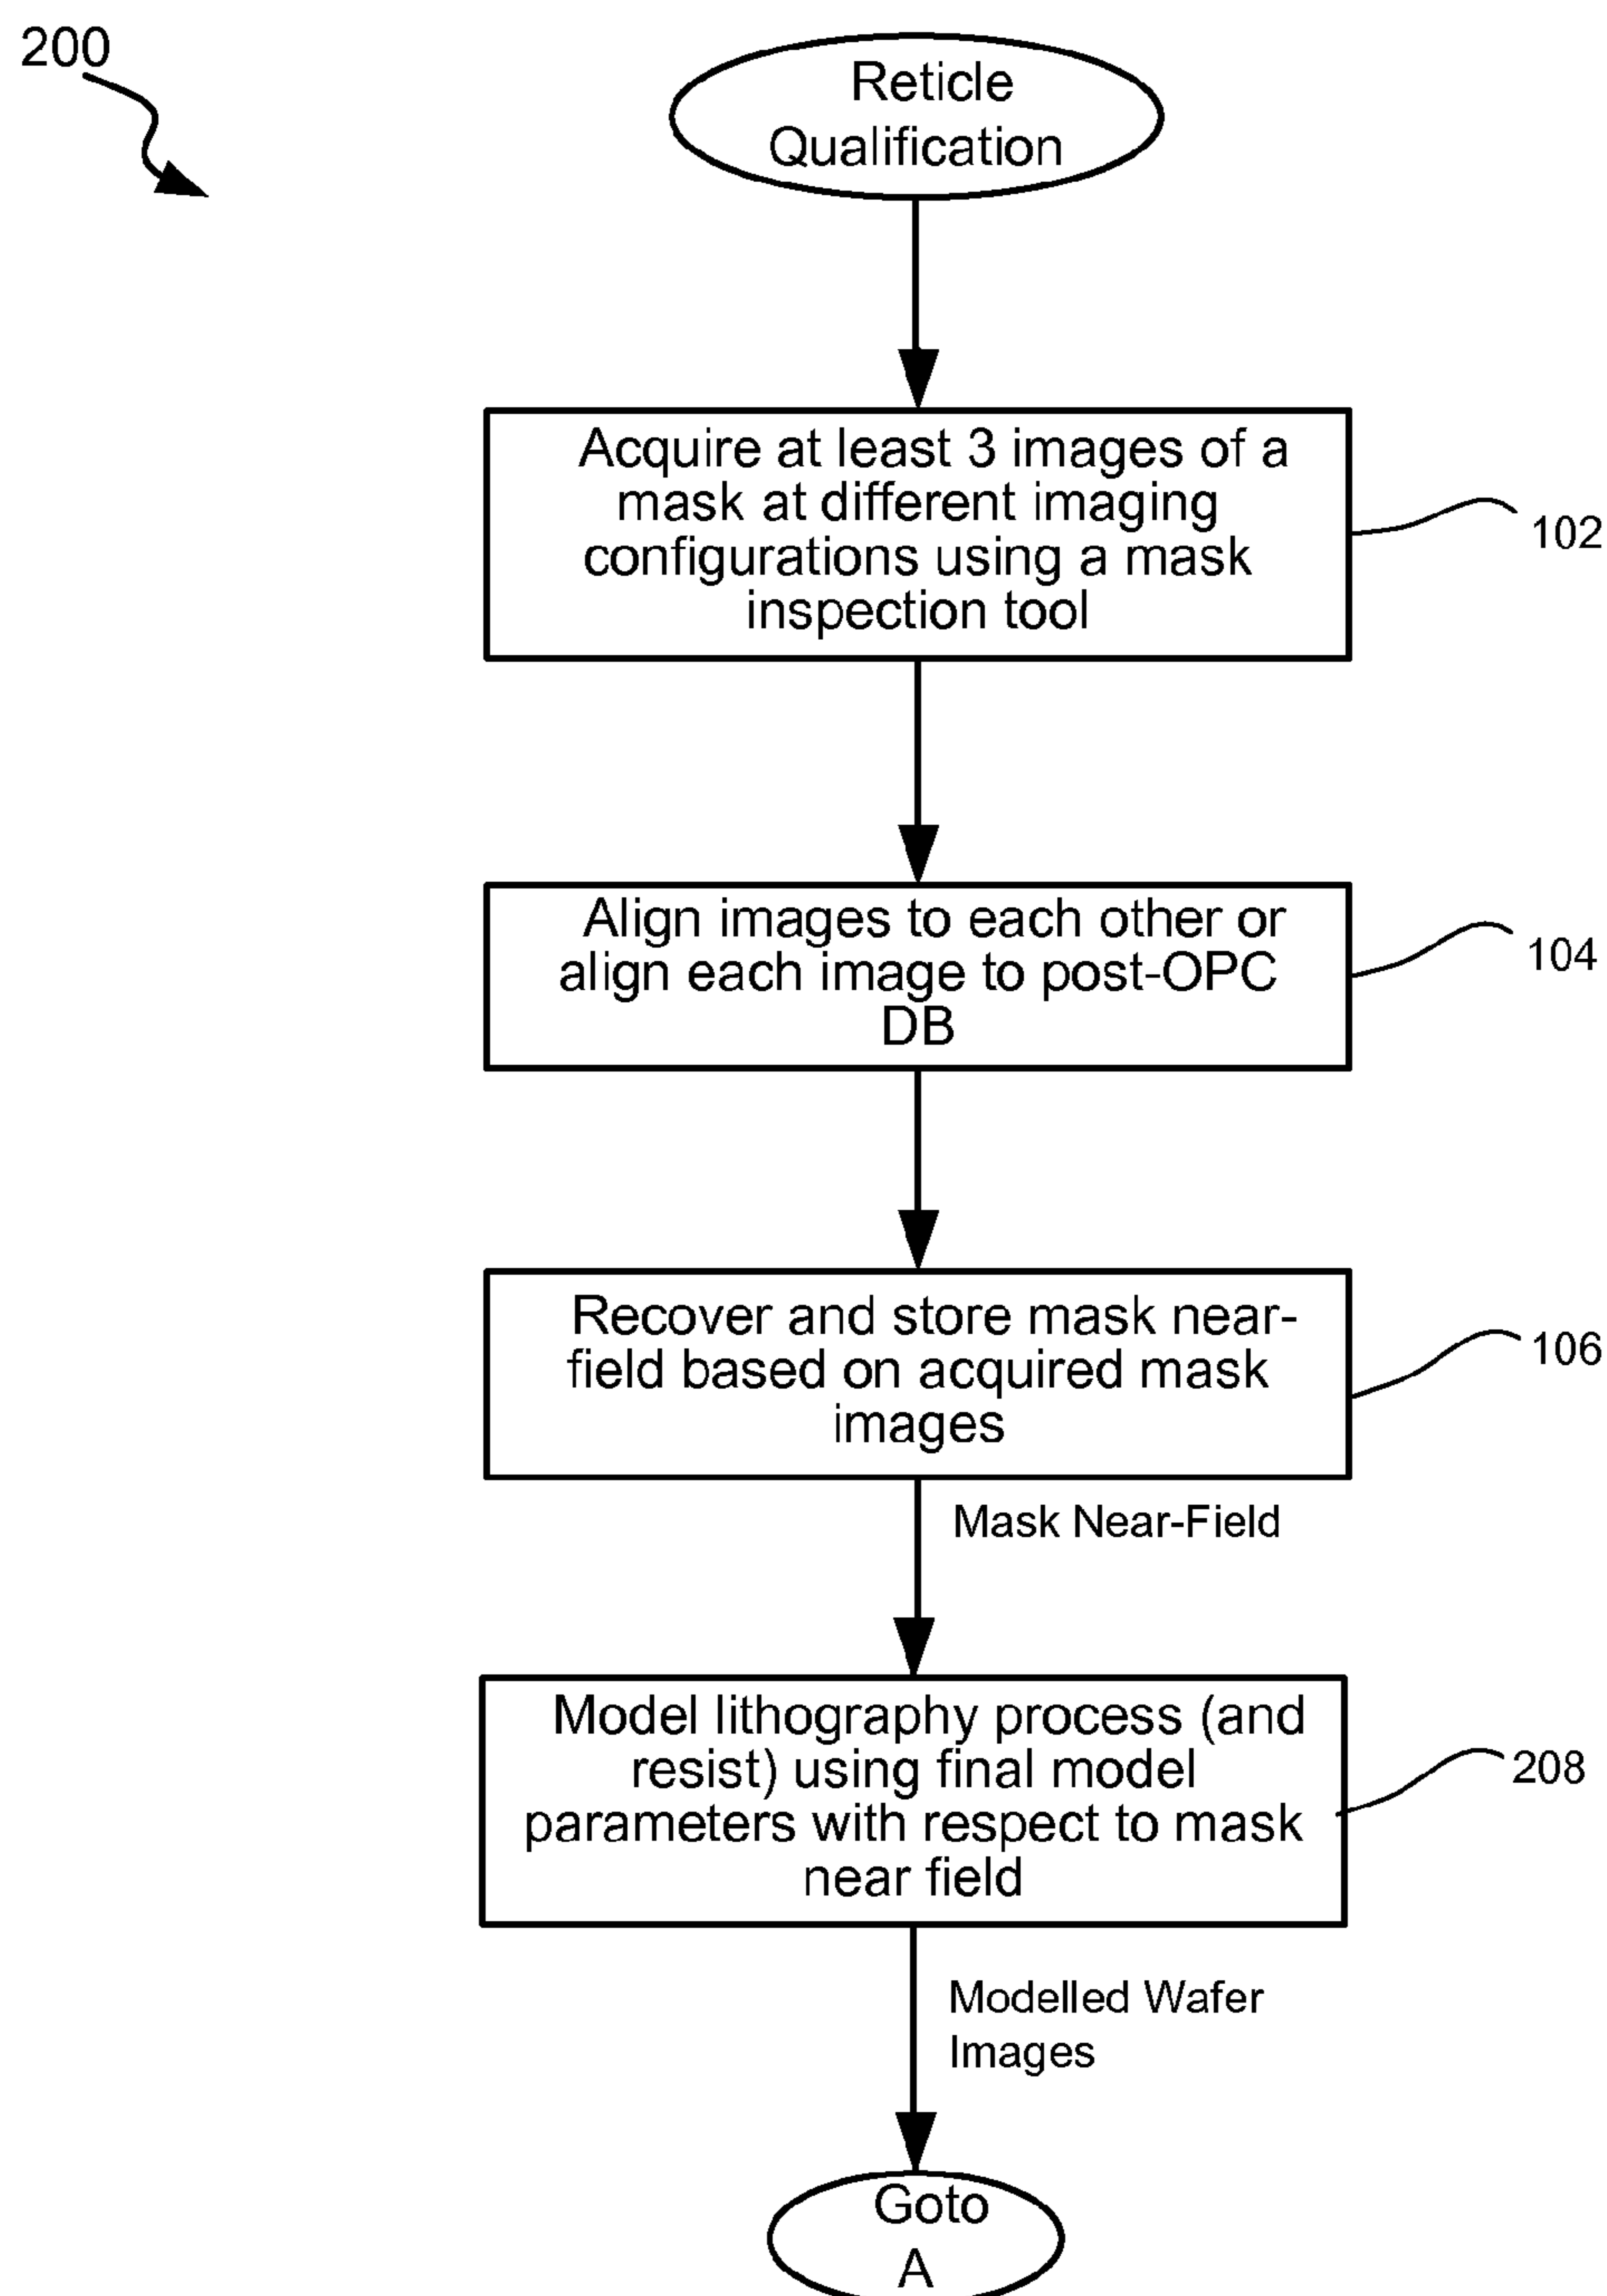 200
Reticle
Qualification
Acquire at least 3 images of a
mask at different imaging
configurations using a mask
inspection tool
102
Align images to each other or
align each image to post-OPC
DB
104
Recover and store mask near-
field based on acquired mask
images
106
Mask Near-Field
Model lithography process (and
resist) using final model
parameters with respect to mask
near field
208
Modelled Wafer
Images
Goto
A